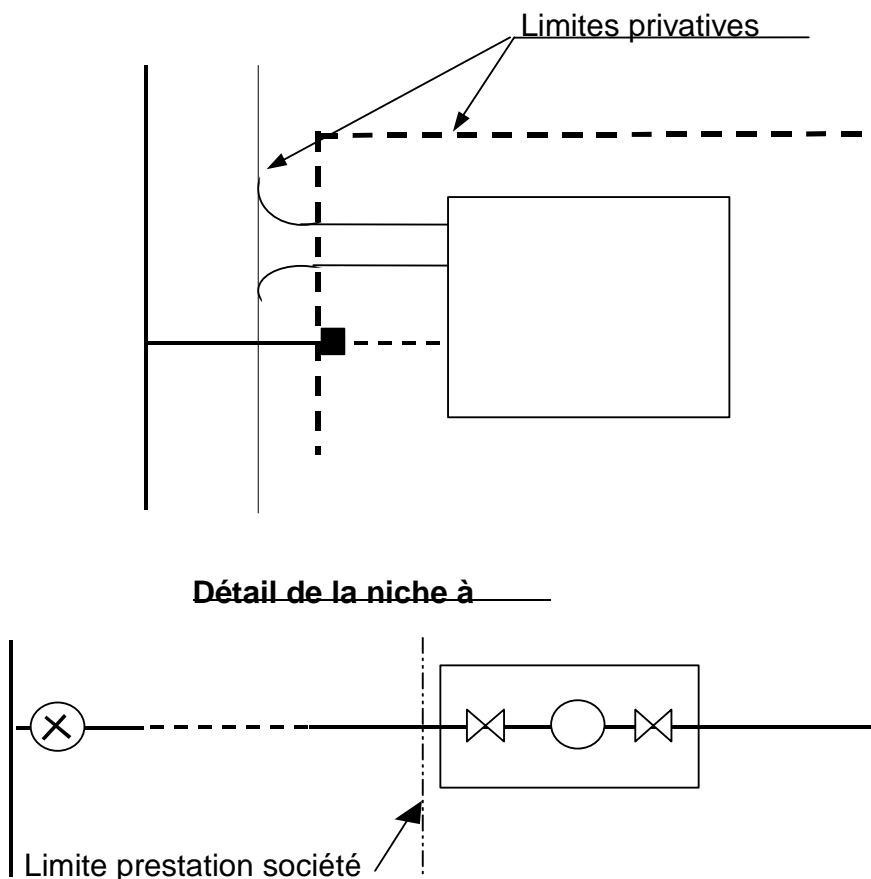 Limites privatives
Détail de la niche à
Limite prestation société